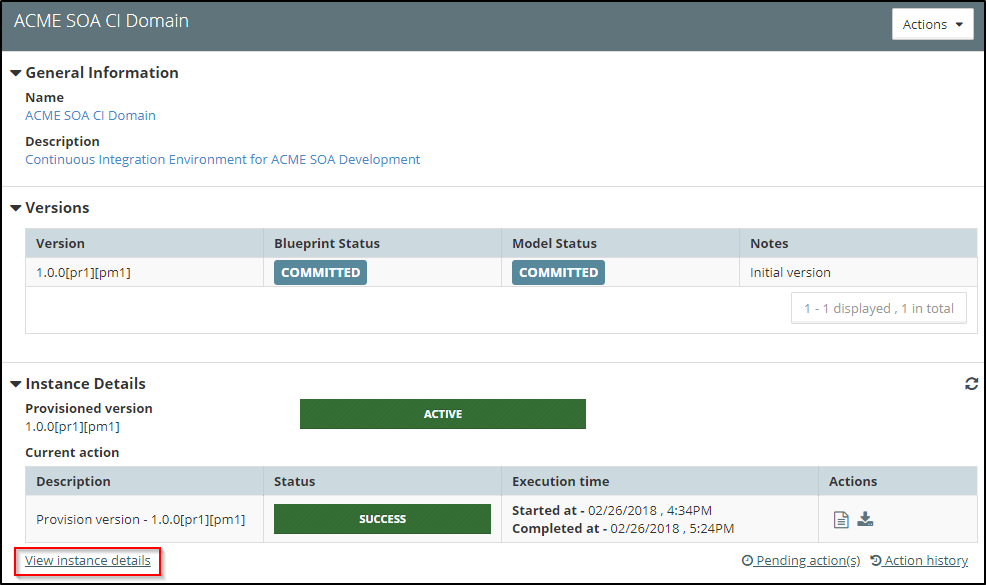 ACME SOA CI Domain
Actions
General Information
Name
ACME SOA CI Domain
Description
Continuous Integration Environment for ACME SOA Development
Versions
Version Blueprint Status Model Status Notes
1.0.0[pr1][pm1] COMMITTED COMMITTED Initial version
1 - 1 displayed , 1 in total
Instance Details
Provisioned version
1.0.0[pr1][pm1]
ACTIVE
Current action
Description Status Execution time Actions
Provision version - 1.0.0[pr1][pm1] SUCCESS
Started at - 02/26/2018 , 4:34PM
Completed at - 02/26/2018 , 5:24PM
View instance details Pending action(s) Action history